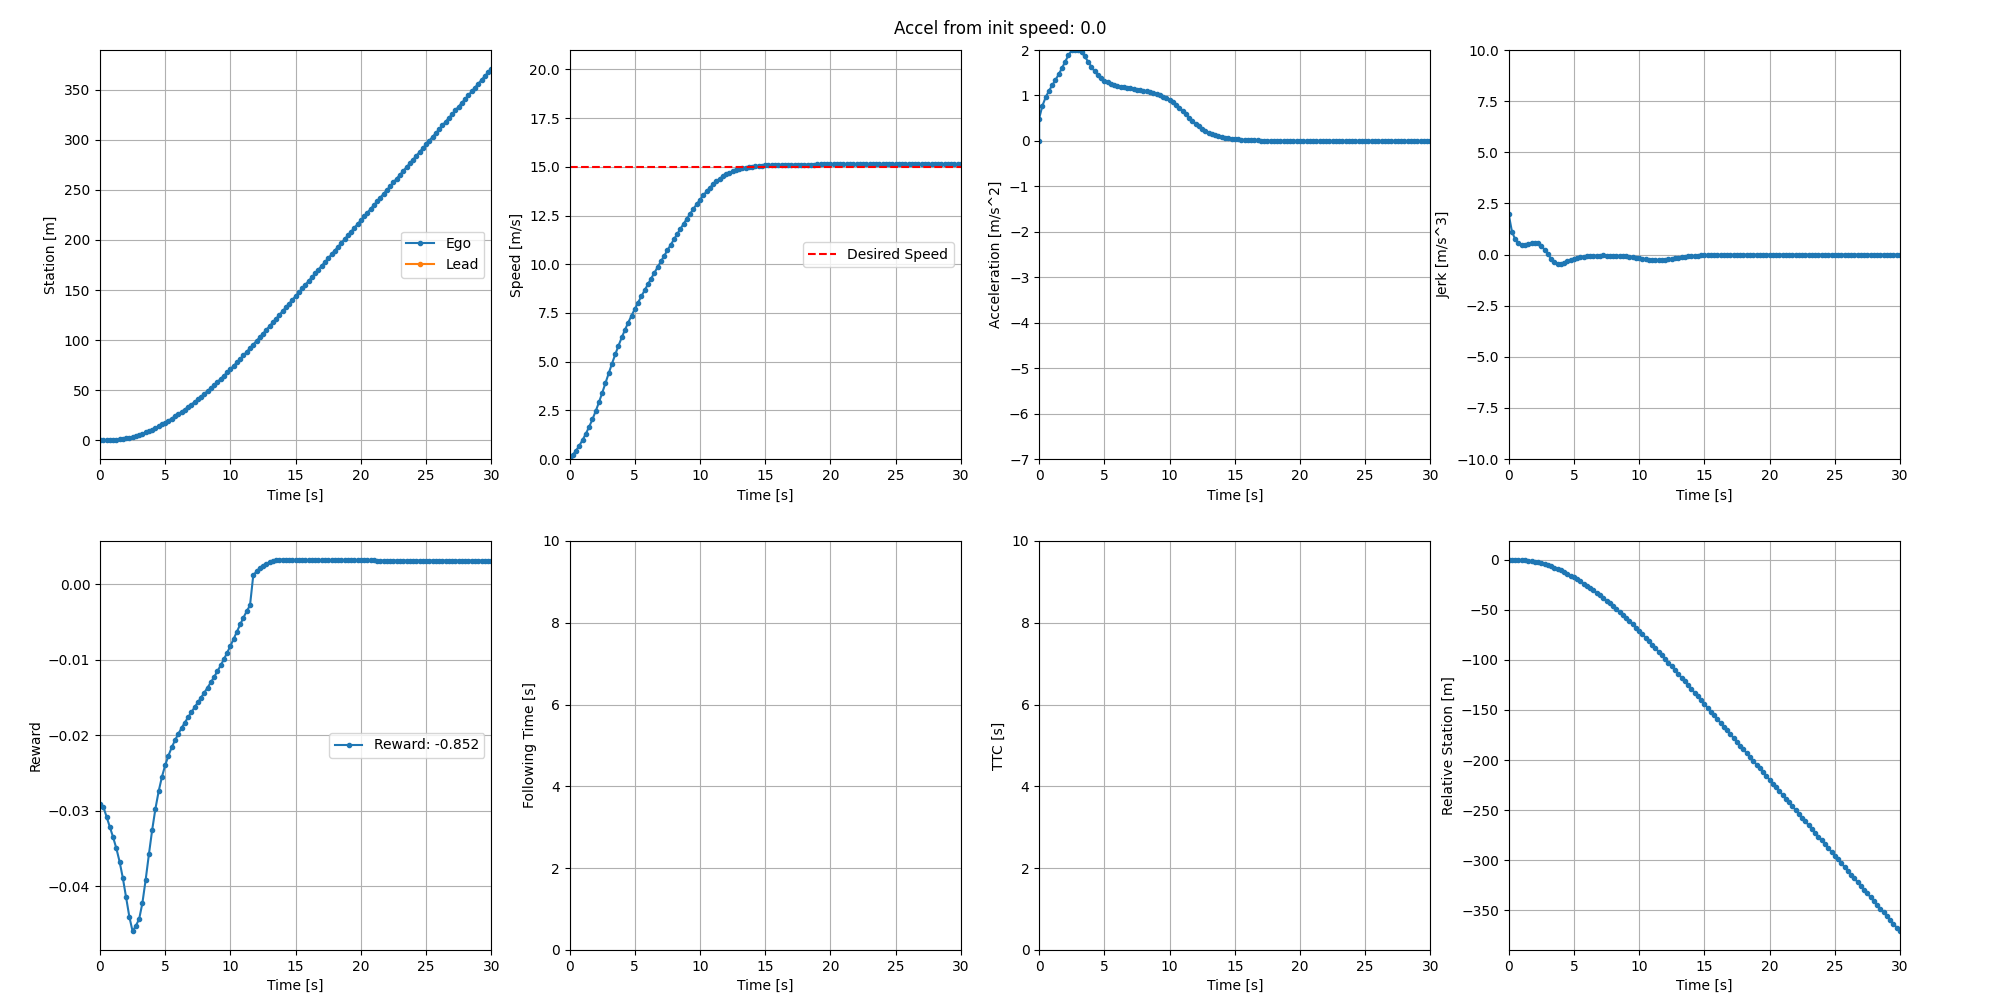 Accel from init speed: 0.0
Station [m]
350
300
250
200
150
100
50
0
Ego
Lead
0 5 10 15 20 25 30
Time [s]
Speed [m/s]
20.0
17.5
15.0
12.5
10.0
7.5
5.0
2.5
0.0
Desired Speed
0 5 10 15 20 25 30
Time [s]
Acceleration [m/s^2]
2
1
0
−1
−2
−3
−4
−5
−6
−7
0 5 10 15 20 25 30
Time [s]
Jerk [m/s^3]
10.0
7.5
5.0
2.5
0.0
−2.5
−5.0
−7.5
−10.0
0 5 10 15 20 25 30
Time [s]
Reward
0.00
−0.01
−0.02
−0.03
−0.04
Reward: -0.852
0 5 10 15 20 25 30
Time [s]
Following Time [s]
10
8
6
4
2
0
0 5 10 15 20 25 30
Time [s]
TTC [s]
10
8
6
4
2
0
0 5 10 15 20 25 30
Time [s]
Relative Station [m]
0
−50
−100
−150
−200
−250
−300
−350
0 5 10 15 20 25 30
Time [s]